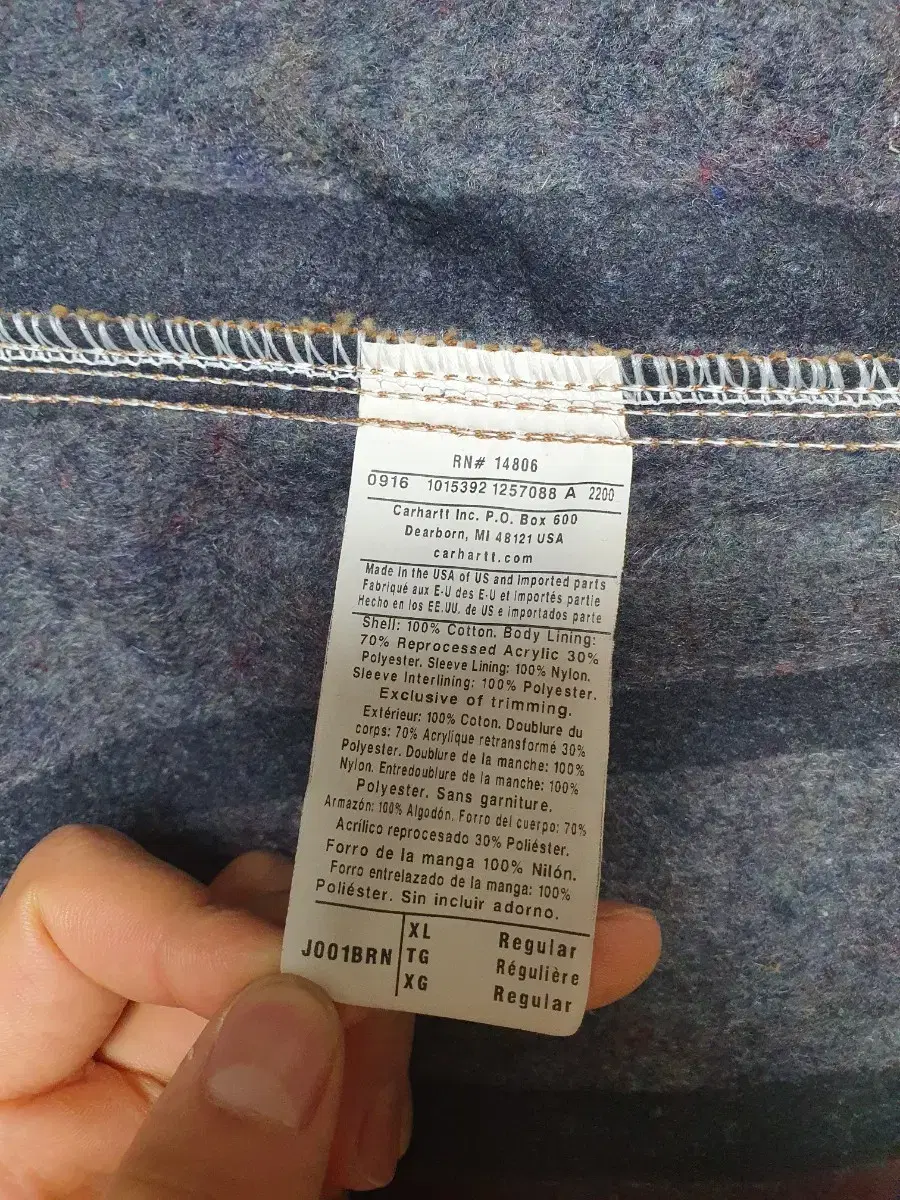 RN# 14806
0916 1015392 1257088 A 2200
Carhartt Inc. P.O. Box 600
Dearborn, MI 48121 USA
carhartt.com
Made in the USA of US and Imported parts
Fabriqué aux E-U des E-U et importés partie
Hecho en los EE.UU. de US e importados parte
Shell: 100% Cotton. Body Lining:
70% Reprocessed Acrylic 30%
Polyester. Sleeve Lining: 100% Nylon.
Sleeve Interlining: 100% Polyester.
Exclusive of trimming.
Extérieur: 100% Coton. Doublure du
corps: 70% Acrylique retransformé 30%
Polyester. Doublure de la manche: 100%
Nylon. Entredoublure de la manche: 100%
Polyester. Sans garniture.
Armazón: 100% Algodón. Forro del cuerpo: 70%
Acrílico reprocesado 30% Poliéster.
Forro de la manga 100% Nilón.
Forro entrelazado de la manga: 100%
Poliéster. Sin incluir adorno.
J001BRN
XL Regular
TG Régulière
XG Regular